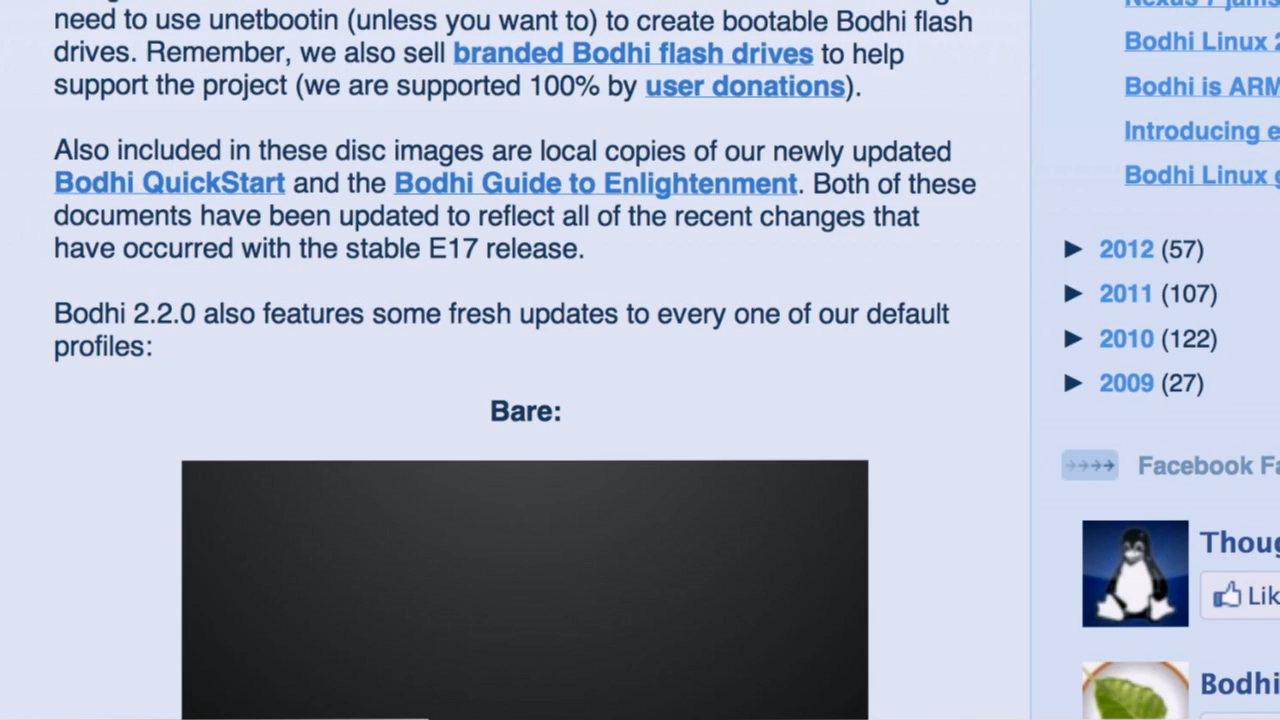 need to use unetbootin (unless you want to) to create bootable Bodhi flash
drives. Remember, we also sell branded Bodhi flash drives to help
support the project (we are supported 100% by user donations).
Also included in these disc images are local copies of our newly updated
Bodhi QuickStart and the Bodhi Guide to Enlightenment. Both of these
documents have been updated to reflect all of the recent changes that
have occurred with the stable E17 release.
Bodhi 2.2.0 also features some fresh updates to every one of our default
profiles:
Bare:
Nexus 7
Bodhi Linux
Bodhi is ARM
Introducing
Bodhi Linux
► 2012 (57)
► 2011 (107)
► 2010 (122)
► 2009 (27)
Facebook
Bodhi